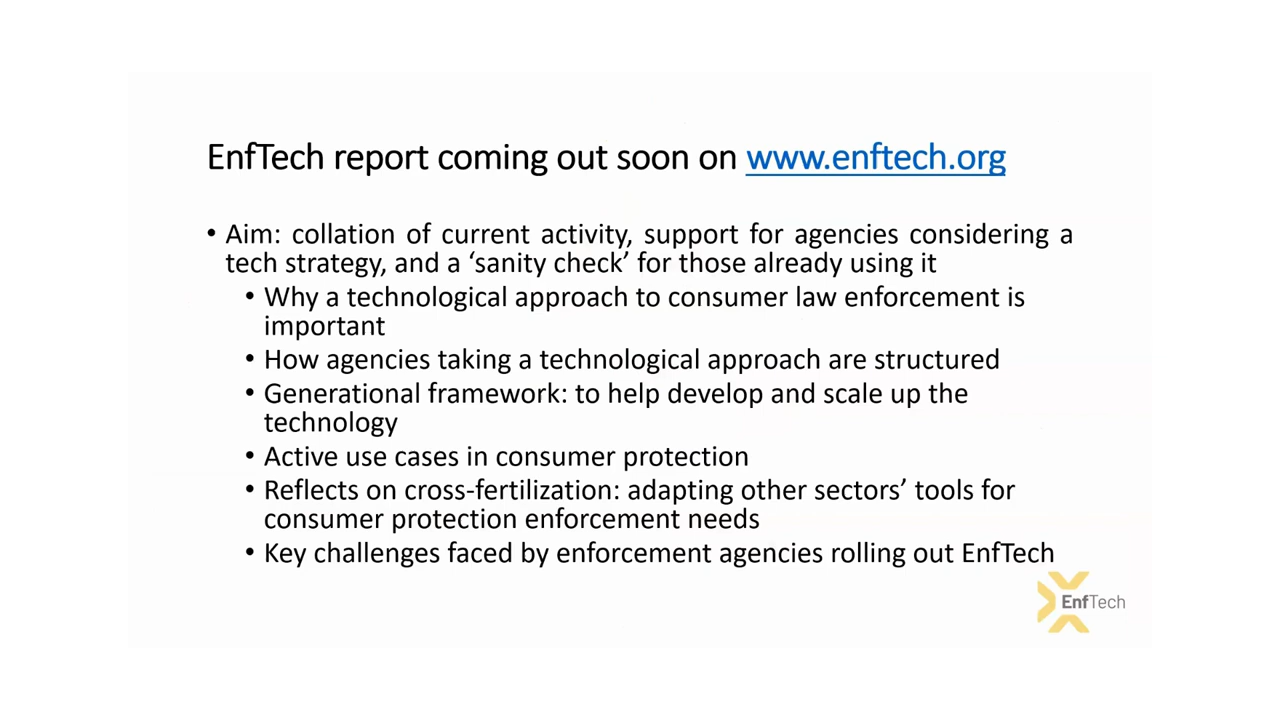 EnfTech report coming out soon on www.enftech.org
• Aim: collation of current activity, support for agencies considering a
tech strategy, and a ‘sanity check’ for those already using it
• Why a technological approach to consumer law enforcement is
important
• How agencies taking a technological approach are structured
• Generational framework: to help develop and scale up the
technology
• Active use cases in consumer protection
• Reflects on cross-fertilization: adapting other sectors’ tools for
consumer protection enforcement needs
• Key challenges faced by enforcement agencies rolling out EnfTech
EnfTech